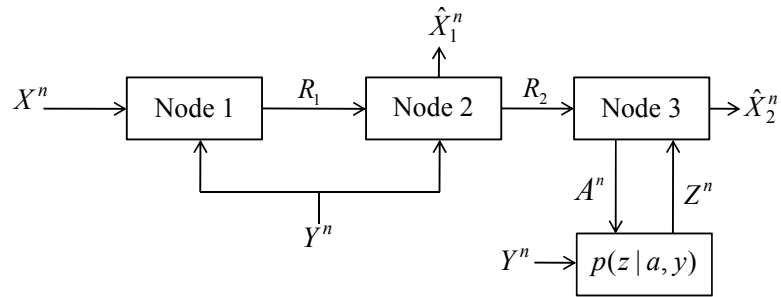 X̂₁ⁿ
Xⁿ Node 1 R₁ Node 2 R₂ Node 3 X̂₂ⁿ
Aⁿ Zⁿ
Yⁿ
Yⁿ p(z | a, y)